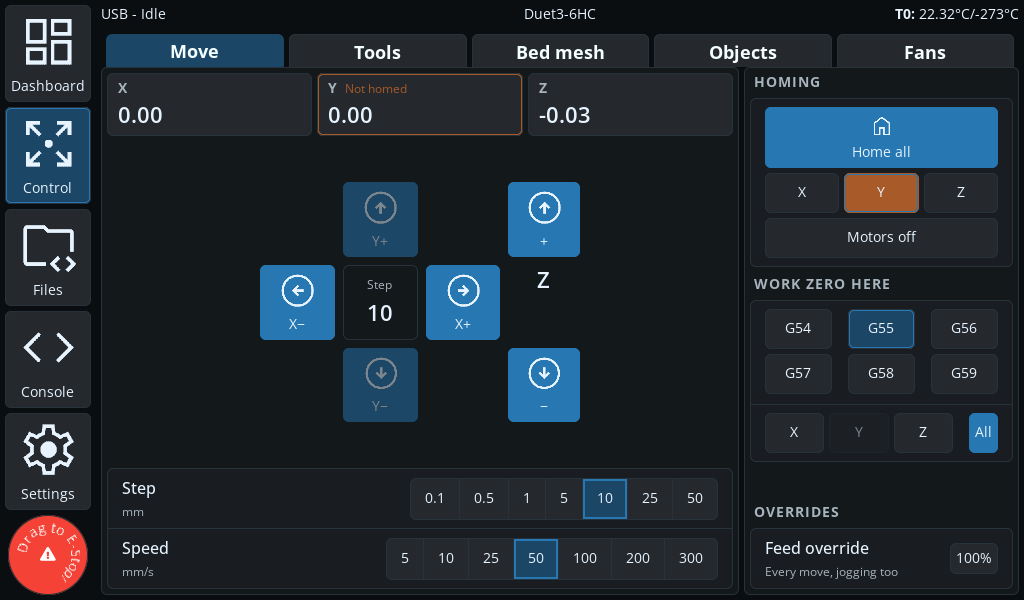 USB - Idle
Duet3-6HC
T0: 22.32°C/-273°C
Dashboard
Control
Files
Console
Settings
Drag to E-Stop!
Move
Tools
Bed mesh
Objects
Fans
X
0.00
Y Not homed
0.00
Z
-0.03
Y+
+
X−
Step
10
X+
Z
Y−
−
Step
mm
0.1 0.5 1 5 10 25 50
Speed
mm/s
5 10 25 50 100 200 300
HOMING
Home all
X Y Z
Motors off
WORK ZERO HERE
G54 G55 G56
G57 G58 G59
X Y Z All
OVERRIDES
Feed override
Every move, jogging too
100%